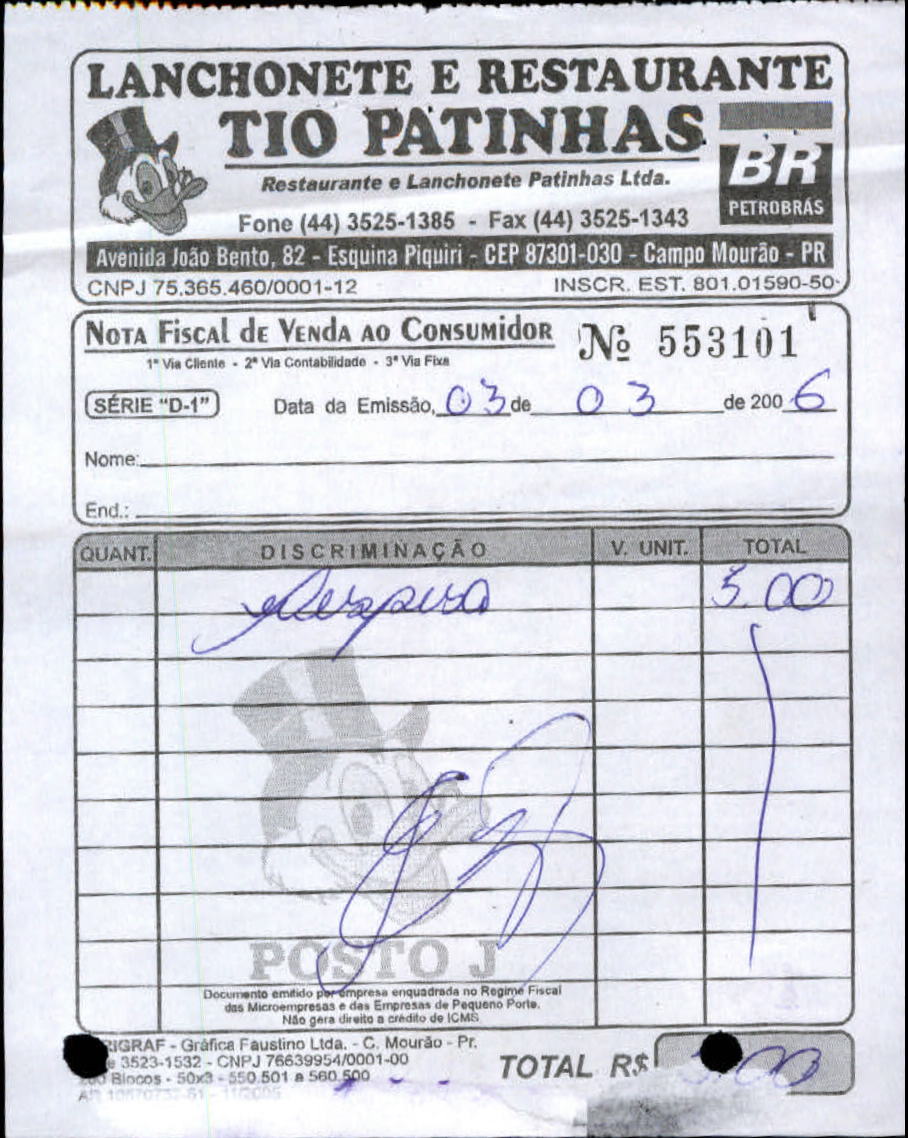 LANCHONETE E RESTAURANTE
TIO PATINHAS
Restaurante e Lanchonete Patinhas Ltda.
BR
PETROBRÁS
Fone (44) 3525-1385 - Fax (44) 3525-1343
Avenida João Bento, 82 - Esquina Piquiri - CEP 87301-030 - Campo Mourão - PR
CNPJ 75.365.460/0001-12 INSCR. EST. 801.01590-50
NOTA FISCAL DE VENDA AO CONSUMIDOR Nº 553101
1ª Via Cliente - 2ª Via Contabilidade - 3ª Via Fixa
SÉRIE "D-1" Data da Emissão, 03 de 03 de 2006
Nome:
End.:
QUANT. DISCRIMINAÇÃO V. UNIT. TOTAL
Despesa 5.00
POSTO J
Documento emitido por empresa enquadrada no Regime Fiscal
das Microempresas e das Empresas de Pequeno Porte.
Não gera direito a crédito de ICMS
RIGRAF - Gráfica Faustino Ltda. - C. Mourão - Pr.
3523-1532 - CNPJ 76639954/0001-00
Blocos - 50x3 - 550.501 a 560.500
TOTAL R$ 5.00